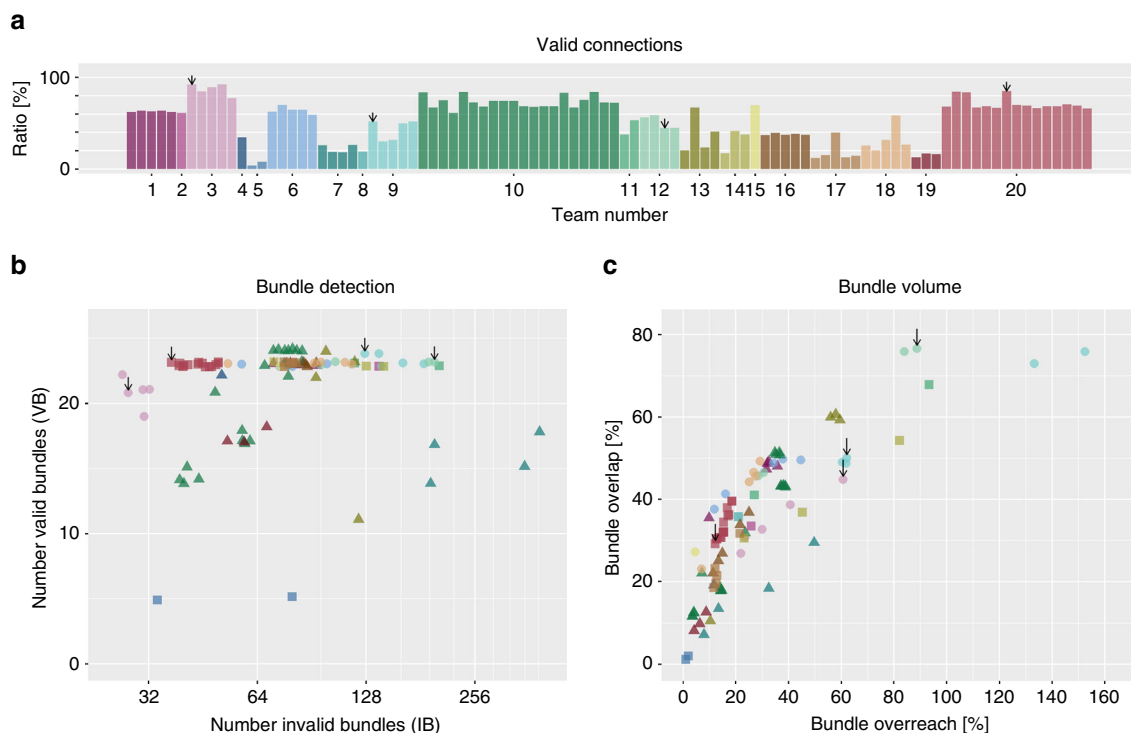 a
Valid connections
Ratio [%]
100
0
1 2 3 4 5 6 7 8 9 10 11 12 13 14 15 16 17 18 19 20
Team number
b
Bundle detection
Number valid bundles (VB)
20
10
0
32 64 128 256
Number invalid bundles (IB)
c
Bundle volume
Bundle overlap [%]
80
60
40
20
0
0 20 40 60 80 100 120 140 160
Bundle overreach [%]